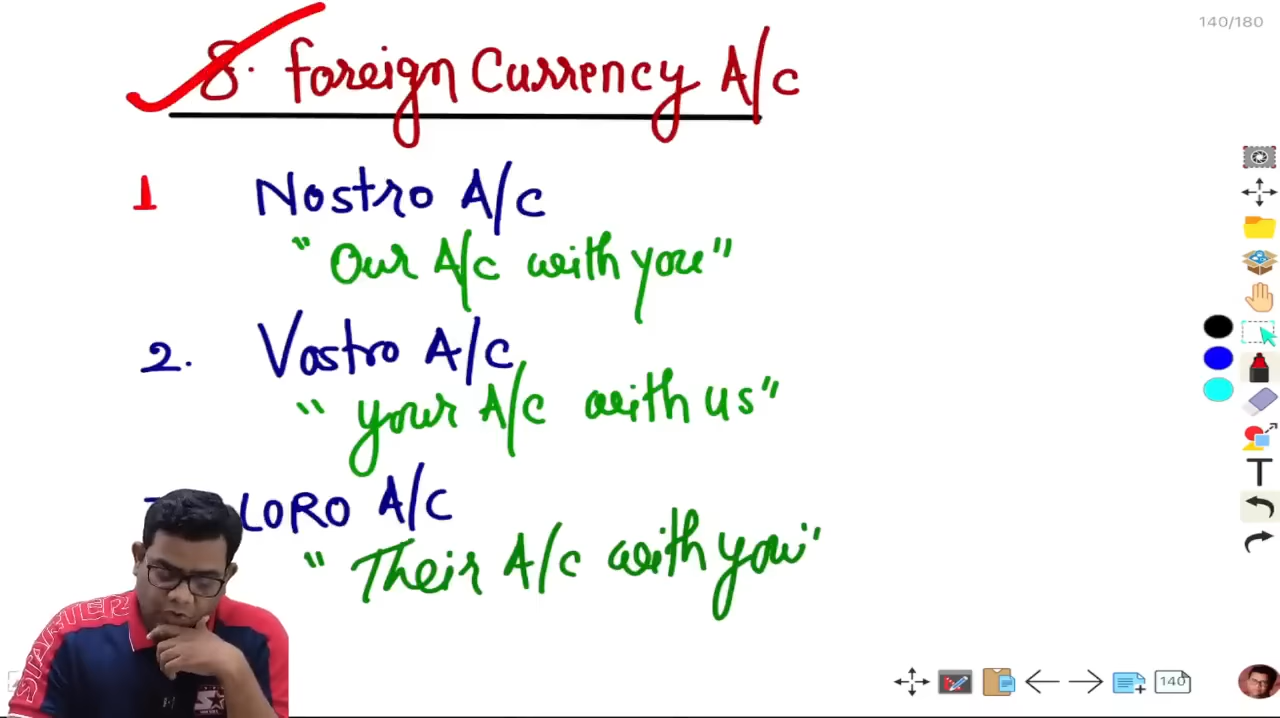 140/180
8. Foreign Currency A/c
1 Nostro A/c
"Our A/c with you"
2. Vostro A/c
"your A/c with us"
LORO A/C
"Their A/c with you"
STARTER
T
140